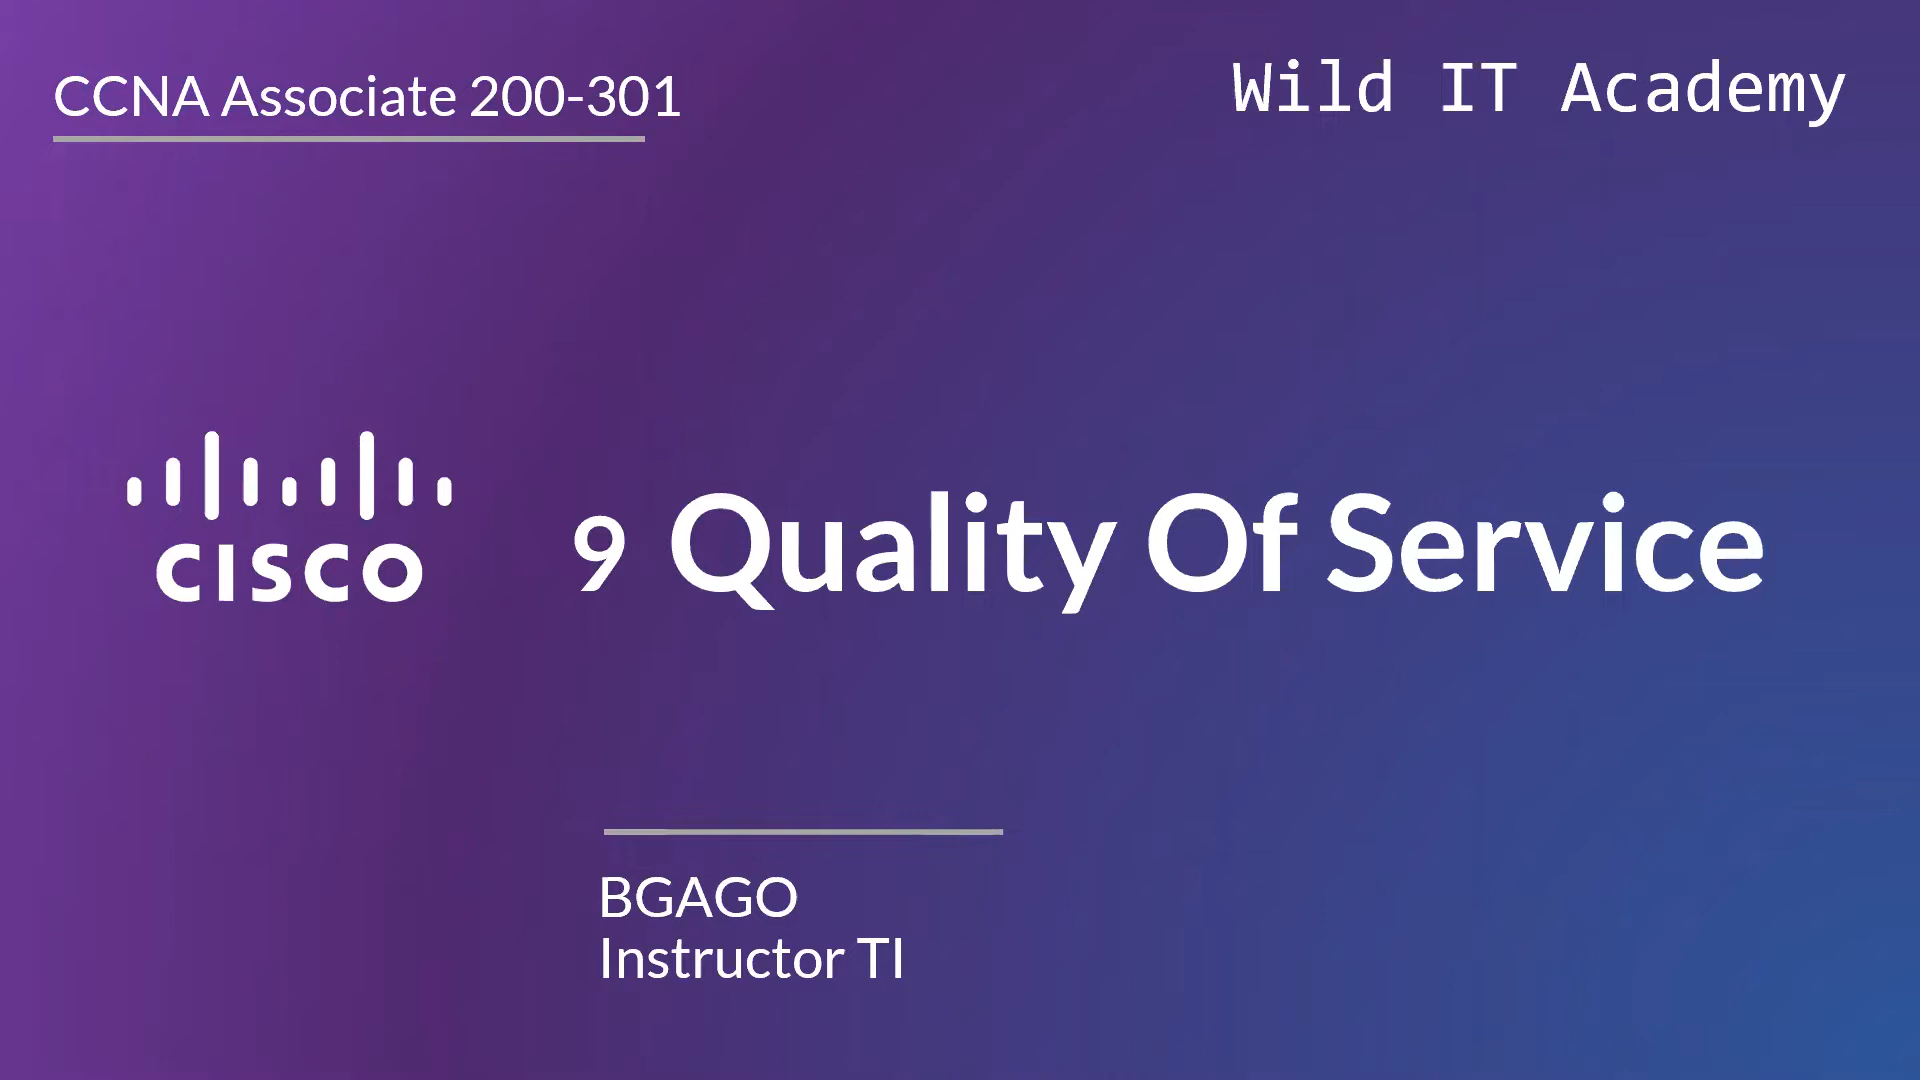 CCNA Associate 200-301
Wild IT Academy
CISCO
9 Quality Of Service
BGAGO
Instructor TI